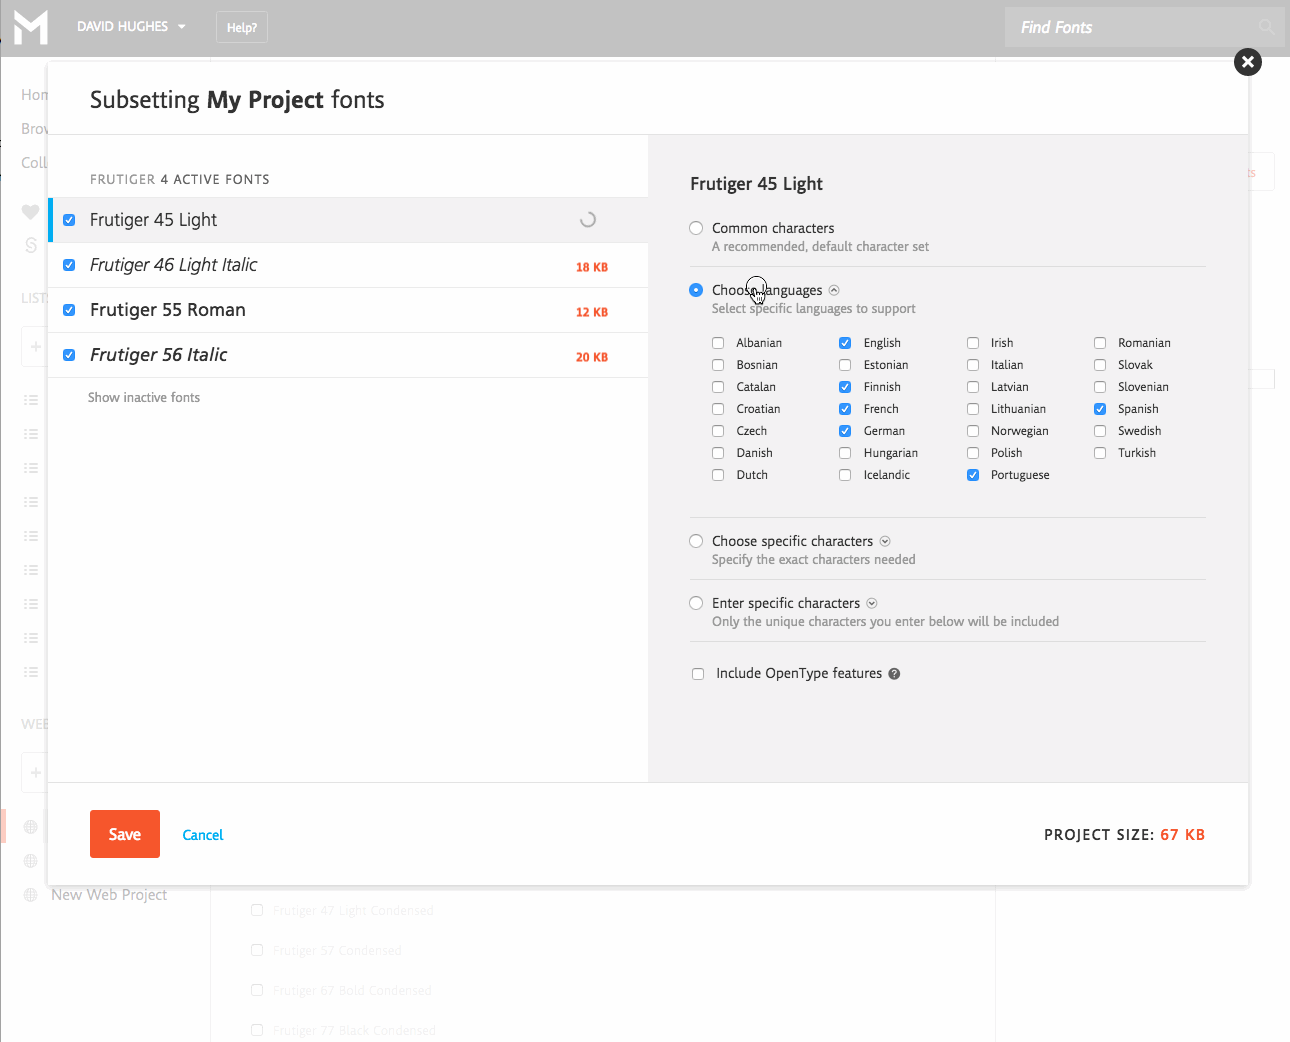 DAVID HUGHES
Help?
Find Fonts
Subsetting My Project fonts
FRUTIGER 4 ACTIVE FONTS
Frutiger 45 Light
Frutiger 46 Light Italic
18 KB
Frutiger 55 Roman
12 KB
Frutiger 56 Italic
20 KB
Show inactive fonts
Frutiger 45 Light
Common characters
A recommended, default character set
Choose languages
Select specific languages to support
Albanian
Bosnian
Catalan
Croatian
Czech
Danish
Dutch
English
Estonian
Finnish
French
German
Hungarian
Icelandic
Irish
Italian
Latvian
Lithuanian
Norwegian
Polish
Portuguese
Romanian
Slovak
Slovenian
Spanish
Swedish
Turkish
Choose specific characters
Specify the exact characters needed
Enter specific characters
Only the unique characters you enter below will be included
Include OpenType features ?
Save
Cancel
PROJECT SIZE: 67 KB
New Web Project
Frutiger 47 Light Condensed
Frutiger 57 Condensed
Frutiger 67 Bold Condensed
Frutiger 77 Black Condensed